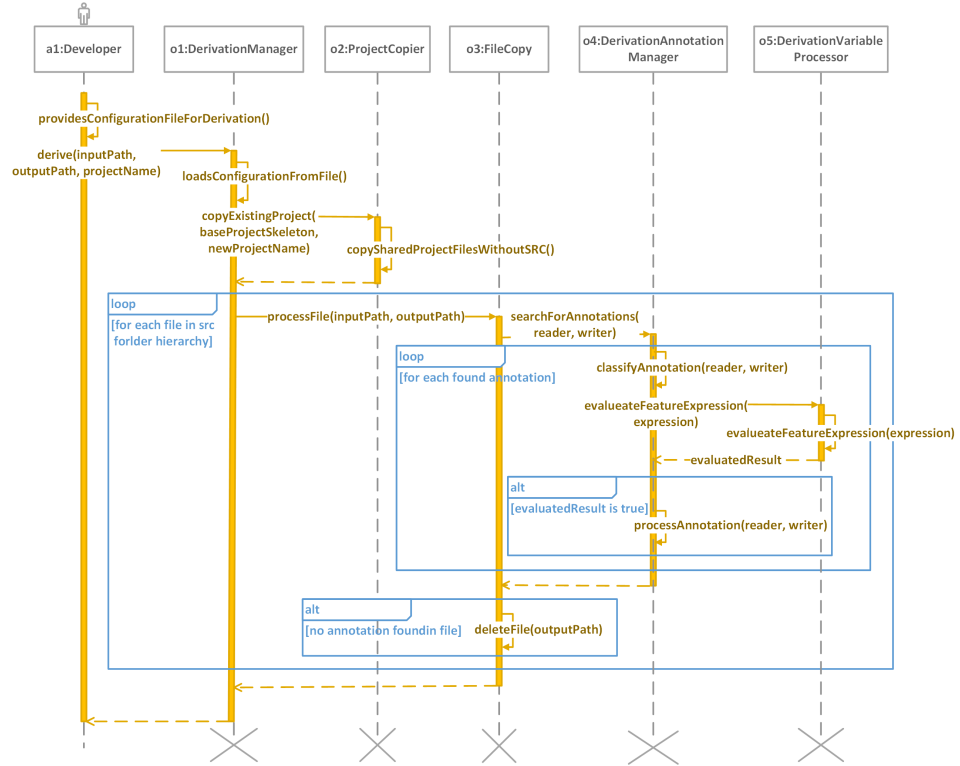 a1:Developer
o1:DerivationManager
o2:ProjectCopier
o3:FileCopy
o4:DerivationAnnotation
Manager
o5:DerivationVariable
Processor
providesConfigurationFileForDerivation()
derive(inputPath,
outputPath, projectName)
loadsConfigurationFromFile()
copyExistingProject(
baseProjectSkeleton,
newProjectName)
copySharedProjectFilesWithoutSRC()
loop
[for each file in src
forlder hierarchy]
processFile(inputPath, outputPath)
searchForAnnotations(
reader, writer)
loop
[for each found annotation]
classifyAnnotation(reader, writer)
evalueateFeatureExpression(
expression)
evalueateFeatureExpression(expression)
evaluatedResult
alt
[evaluatedResult is true]
processAnnotation(reader, writer)
alt
[no annotation foundin file]
deleteFile(outputPath)